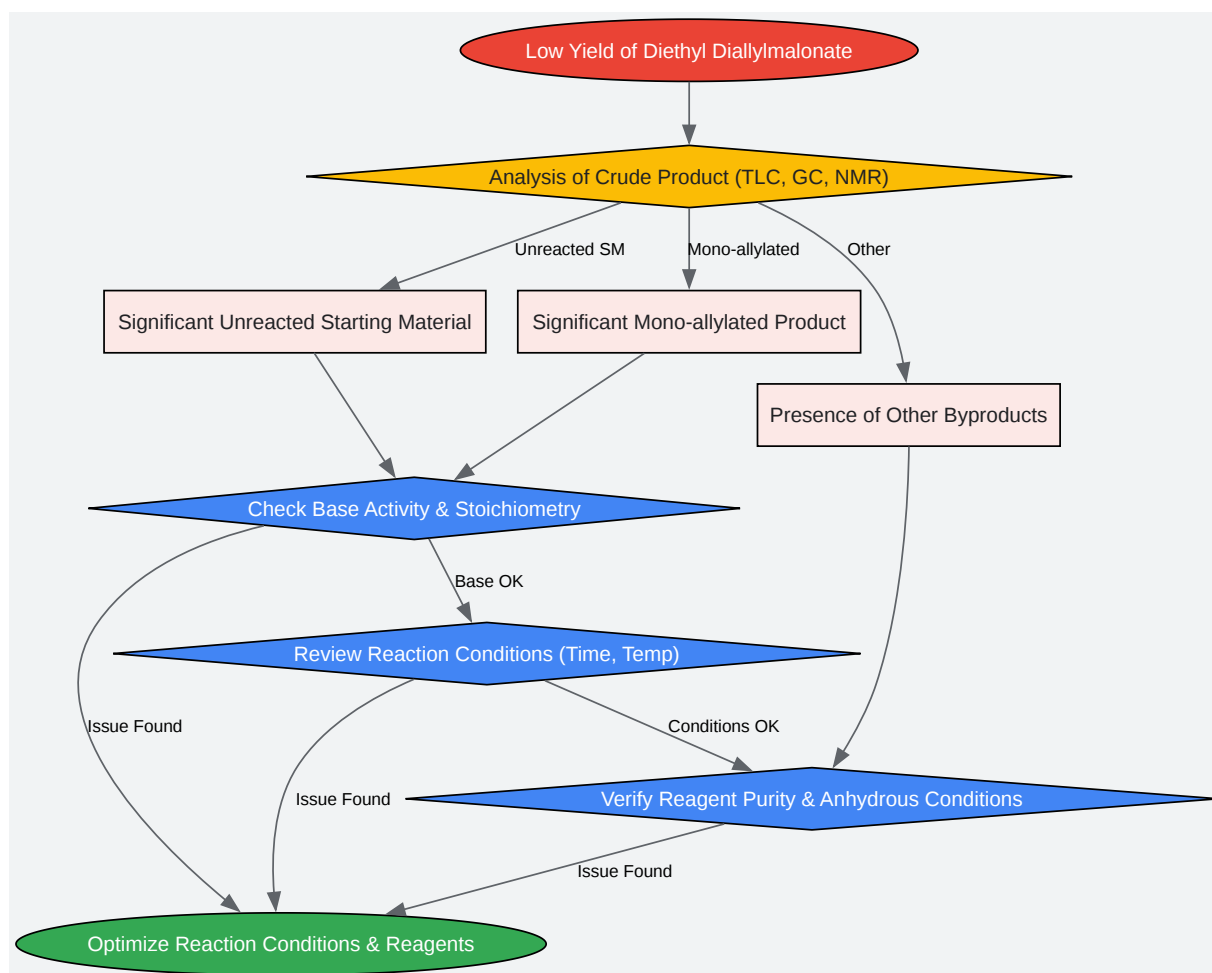 Low Yield of Diethyl Diallylmalonate
Analysis of Crude Product (TLC, GC, NMR)
Unreacted SM
Mono-allylated
Other
Significant Unreacted Starting Material
Significant Mono-allylated Product
Presence of Other Byproducts
Check Base Activity & Stoichiometry
Base OK
Review Reaction Conditions (Time, Temp)
Issue Found
Conditions OK
Issue Found
Verify Reagent Purity & Anhydrous Conditions
Issue Found
Optimize Reaction Conditions & Reagents